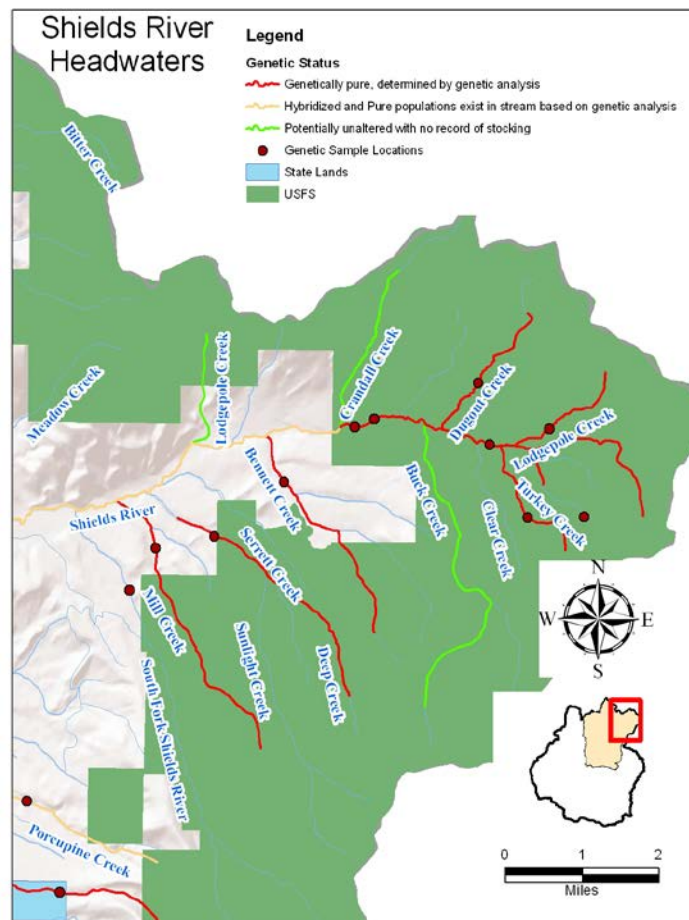 Shields River
Headwaters
Legend
Genetic Status
Genetically pure, determined by genetic analysis
Hybridized and Pure populations exist in stream based on genetic analysis
Potentially unaltered with no record of stocking
Genetic Sample Locations
State Lands
USFS
Bitter Creek
Meadow Creek
Lodgepole Creek
Crandall Creek
Dugout Creek
Lodgepole Creek
Turkey Creek
Clear Creek
Buck Creek
Bennett Creek
Shields River
Serrett Creek
Mill Creek
Sunlight Creek
Deep Creek
South Fork Shields River
Porcupine Creek
N
W E
S
0 1 2
Miles